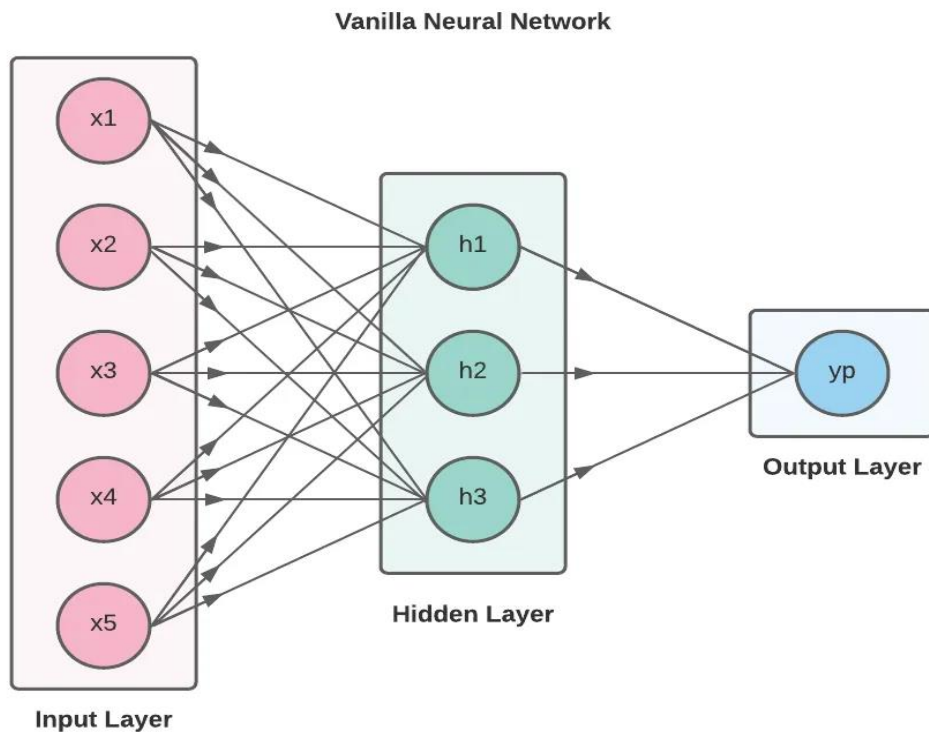 Vanilla Neural Network
x1
x2
x3
x4
x5
Input Layer
h1
h2
h3
Hidden Layer
yp
Output Layer